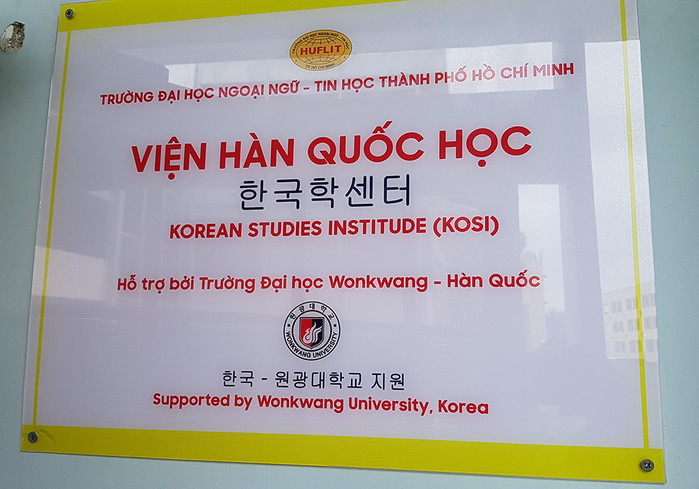 HUFLIT
TRƯỜNG ĐẠI HỌC NGOẠI NGỮ - TIN HỌC THÀNH PHỐ HỒ CHÍ MINH
VIỆN HÀN QUỐC HỌC
한국학센터
KOREAN STUDIES INSTITUDE (KOSI)
Hỗ trợ bởi Trường Đại học Wonkwang - Hàn Quốc
원광대학교
WONKWANG UNIVERSITY
한국 - 원광대학교 지원
Supported by Wonkwang University, Korea